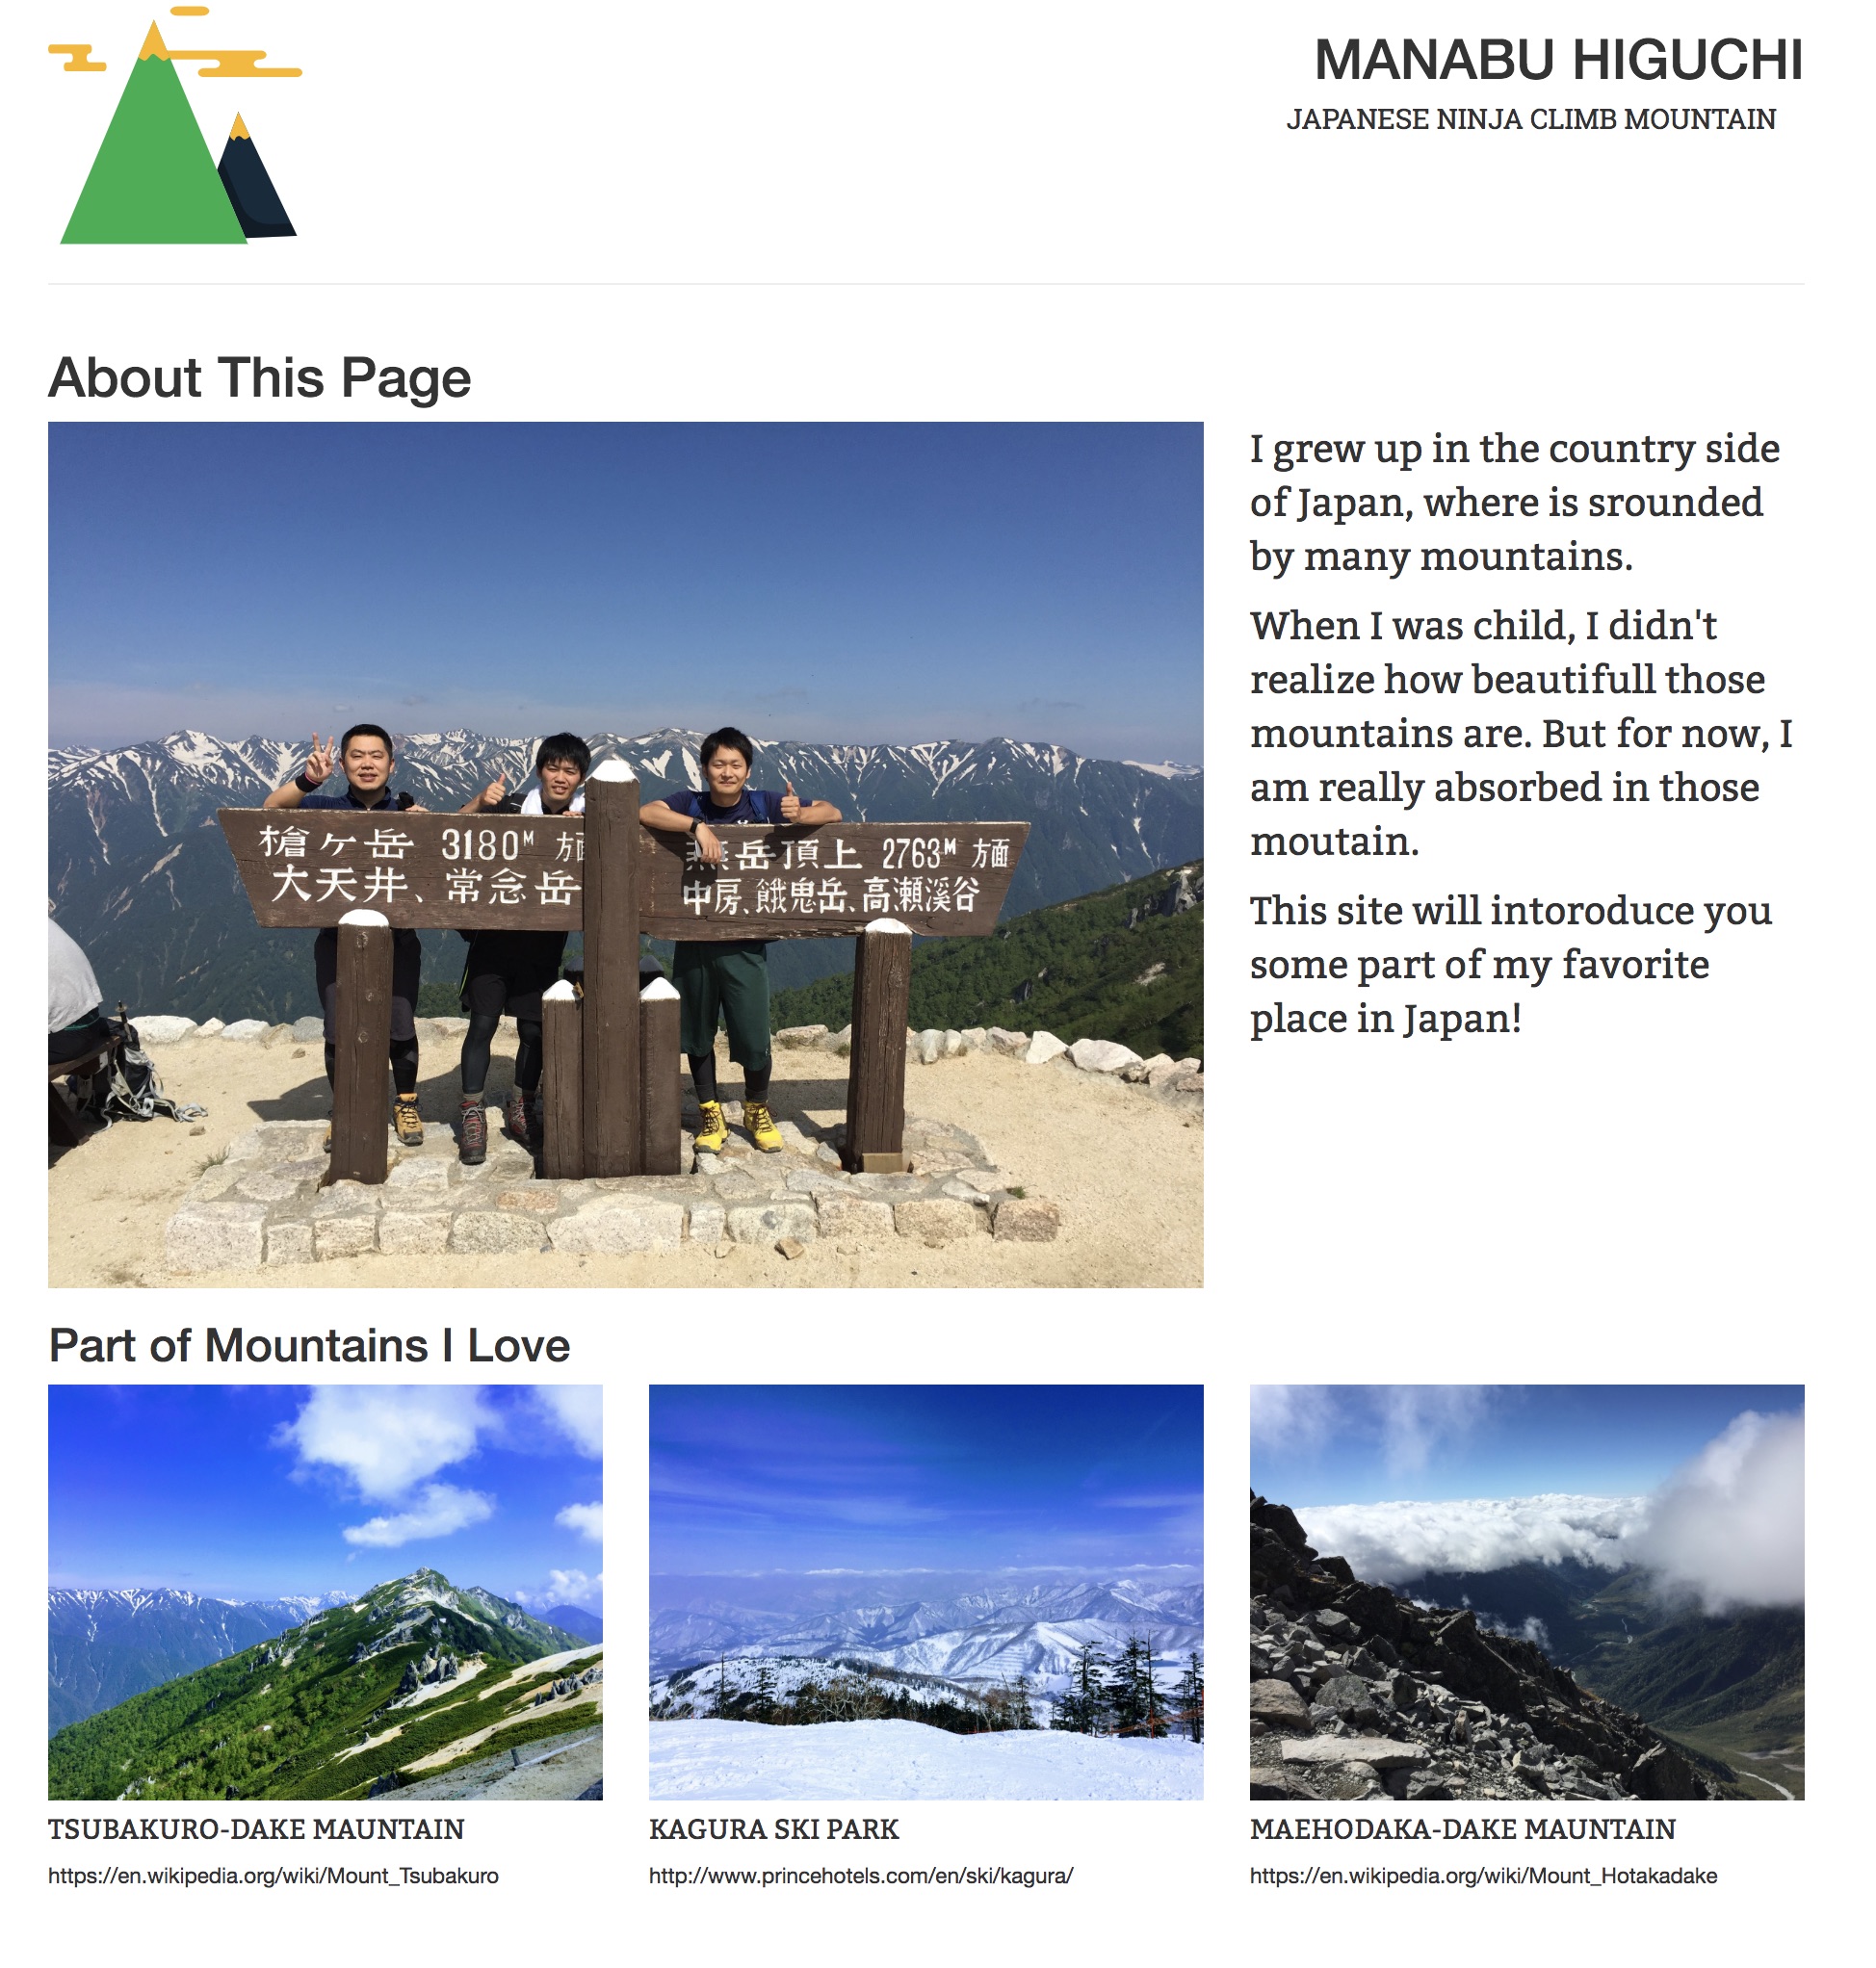 MANABU HIGUCHI
JAPANESE NINJA CLIMB MOUNTAIN
About This Page
槍ヶ岳 3180M 方面
大天井、常念岳
燕岳頂上 2763M 方面
中房、餓鬼岳、高瀬渓谷
I grew up in the country side
of Japan, where is srounded
by many mountains.
When I was child, I didn't
realize how beautifull those
mountains are. But for now, I
am really absorbed in those
moutain.
This site will intoroduce you
some part of my favorite
place in Japan!
Part of Mountains I Love
TSUBAKURO-DAKE MAUNTAIN
https://en.wikipedia.org/wiki/Mount_Tsubakuro
KAGURA SKI PARK
http://www.princehotels.com/en/ski/kagura/
MAEHODAKA-DAKE MAUNTAIN
https://en.wikipedia.org/wiki/Mount_Hotakadake